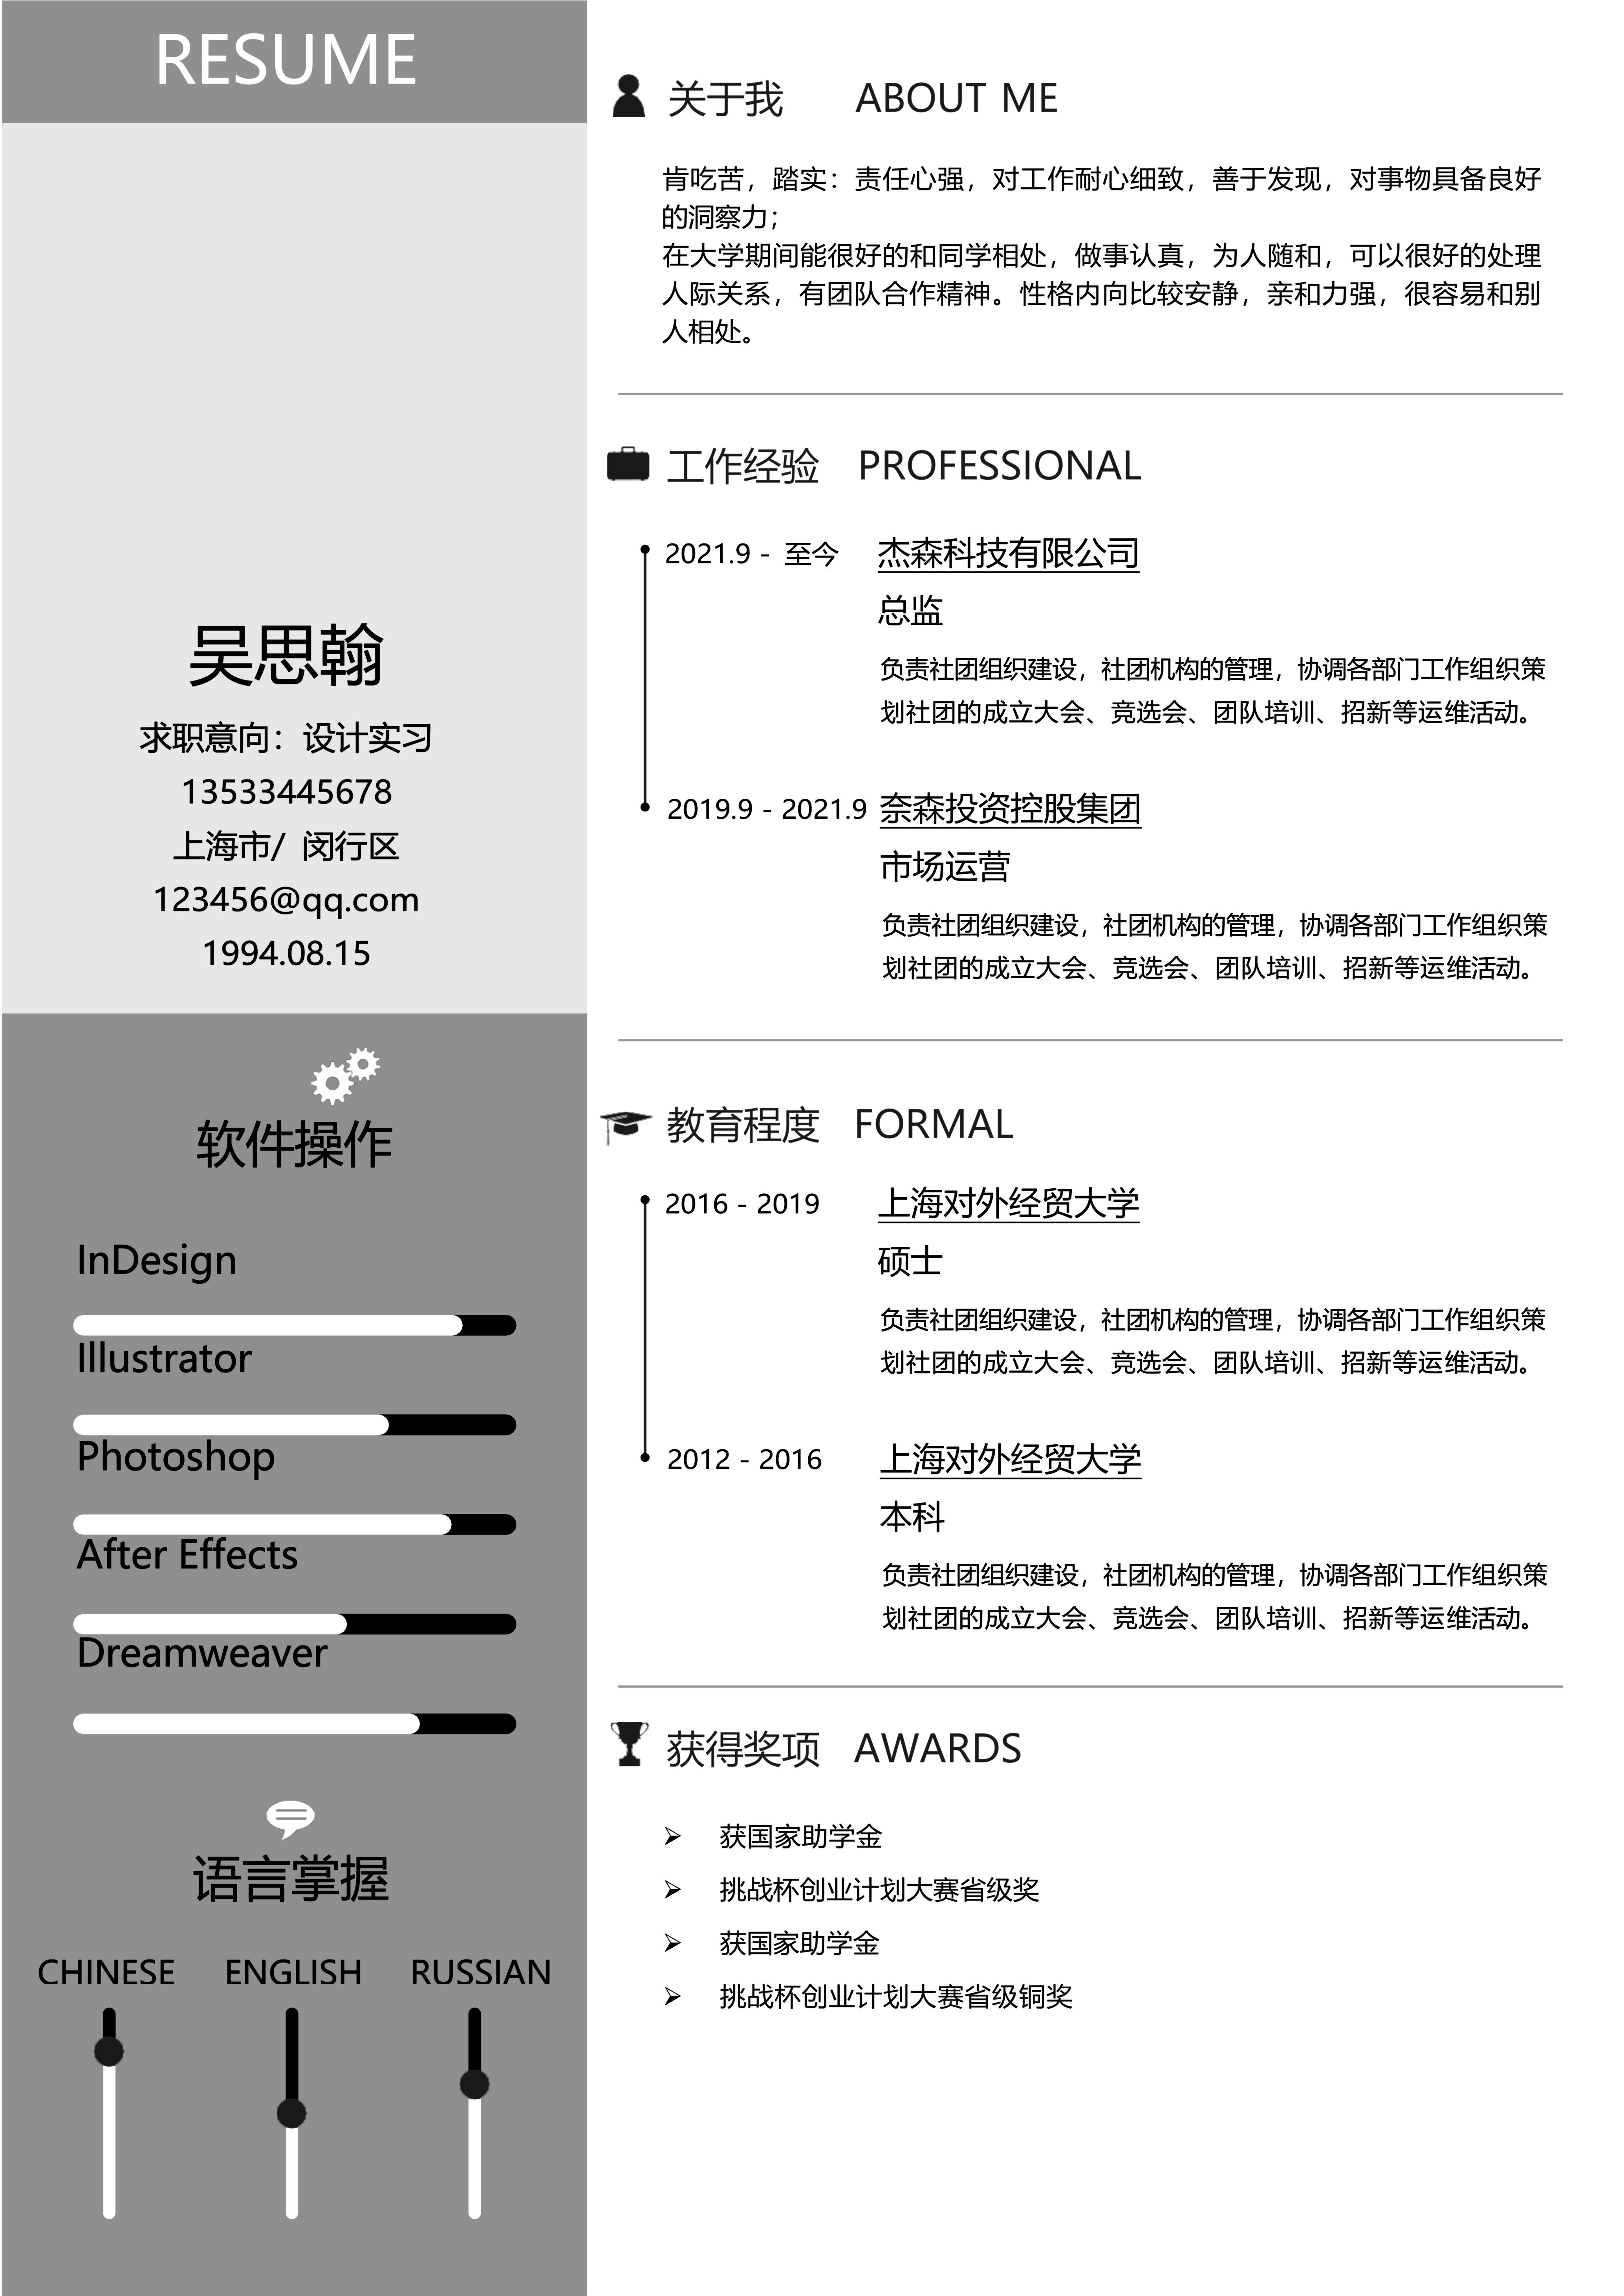 RESUME
吴思翰
求职意向：设计实习
13533445678
上海市/ 闵行区
123456@qq.com
1994.08.15
软件操作
InDesign
Illustrator
Photoshop
After Effects
Dreamweaver
语言掌握
CHINESE ENGLISH RUSSIAN
关于我 ABOUT ME
肯吃苦，踏实：责任心强，对工作耐心细致，善于发现，对事物具备良好
的洞察力；
在大学期间能很好的和同学相处，做事认真，为人随和，可以很好的处理
人际关系，有团队合作精神。性格内向比较安静，亲和力强，很容易和别
人相处。
工作经验 PROFESSIONAL
2021.9 - 至今 杰森科技有限公司
总监
负责社团组织建设，社团机构的管理，协调各部门工作组织策
划社团的成立大会、竞选会、团队培训、招新等运维活动。
2019.9 - 2021.9 奈森投资控股集团
市场运营
负责社团组织建设，社团机构的管理，协调各部门工作组织策
划社团的成立大会、竞选会、团队培训、招新等运维活动。
教育程度 FORMAL
2016 - 2019 上海对外经贸大学
硕士
负责社团组织建设，社团机构的管理，协调各部门工作组织策
划社团的成立大会、竞选会、团队培训、招新等运维活动。
2012 - 2016 上海对外经贸大学
本科
负责社团组织建设，社团机构的管理，协调各部门工作组织策
划社团的成立大会、竞选会、团队培训、招新等运维活动。
获得奖项 AWARDS
➢ 获国家助学金
➢ 挑战杯创业计划大赛省级奖
➢ 获国家助学金
➢ 挑战杯创业计划大赛省级铜奖